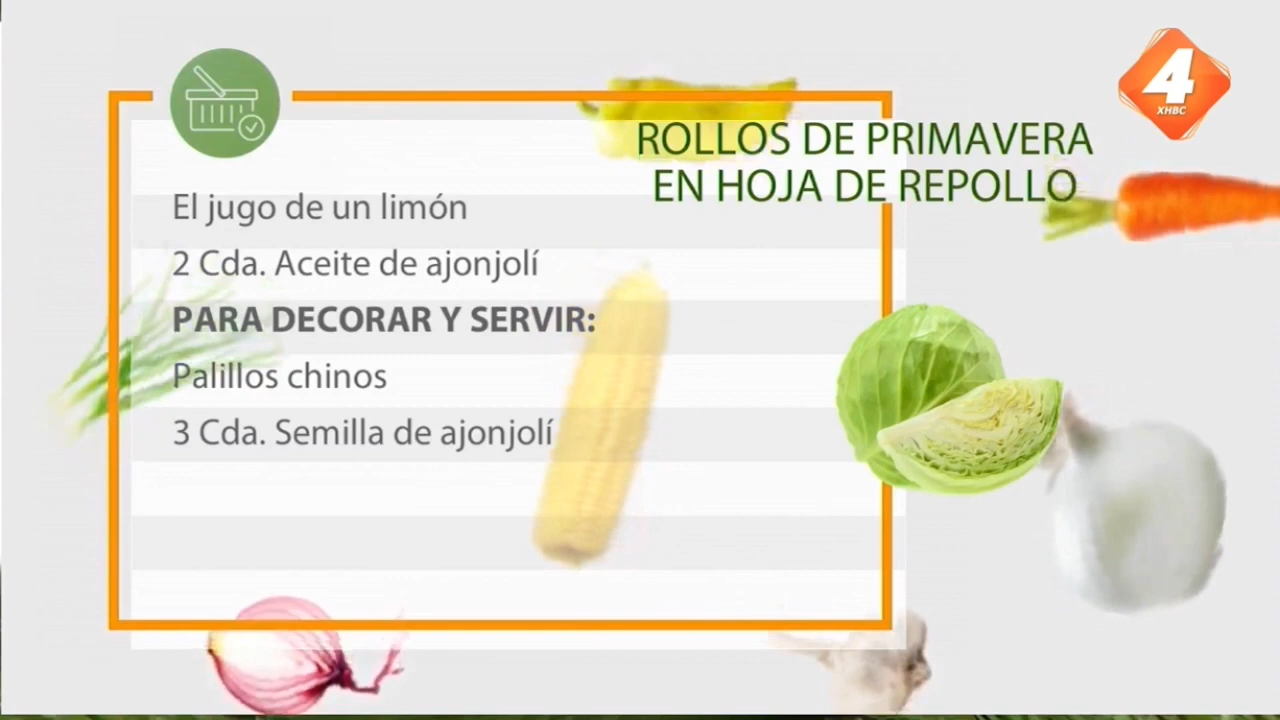 4
XHBC
ROLLOS DE PRIMAVERA
EN HOJA DE REPOLLO
El jugo de un limón
2 Cda. Aceite de ajonjolí
PARA DECORAR Y SERVIR:
Palillos chinos
3 Cda. Semilla de ajonjolí